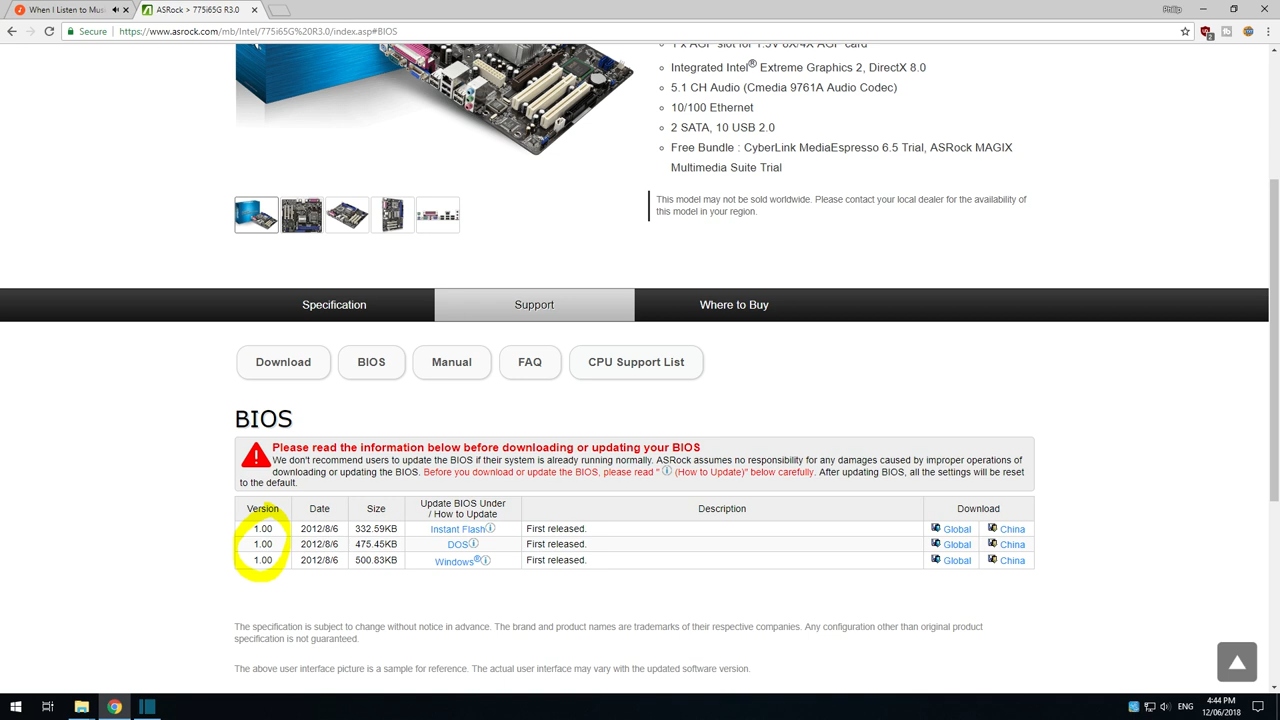 When I Listen to Mus
ASRock > 775i65G R3.0
Secure
https://www.asrock.com/mb/Intel/775i65G%20R3.0/index.asp#BIOS
2
1 x AGP slot for 1.5V 8X/4X AGP card
Integrated Intel® Extreme Graphics 2, DirectX 8.0
5.1 CH Audio (Cmedia 9761A Audio Codec)
10/100 Ethernet
2 SATA, 10 USB 2.0
Free Bundle : CyberLink MediaEspresso 6.5 Trial, ASRock MAGIX
Multimedia Suite Trial
This model may not be sold worldwide. Please contact your local dealer for the availability of
this model in your region.
Specification Support Where to Buy
Download BIOS Manual FAQ CPU Support List
BIOS
Please read the information below before downloading or updating your BIOS
We don't recommend users to update the BIOS if their system is already running normally. ASRock assumes no responsibility for any damages caused by improper operations of
downloading or updating the BIOS. Before you download or update the BIOS, please read " (How to Update)" below carefully. After updating BIOS, all the settings will be reset
to the default.
Version Date Size Update BIOS Under / How to Update Description Download
1.00 2012/8/6 332.59KB Instant Flash First released. Global China
1.00 2012/8/6 475.45KB DOS First released. Global China
1.00 2012/8/6 500.83KB Windows® First released. Global China
The specification is subject to change without notice in advance. The brand and product names are trademarks of their respective companies. Any configuration other than original product
specification is not guaranteed.
The above user interface picture is a sample for reference. The actual user interface may vary with the updated software version.
ENG
4:44 PM
12/06/2018